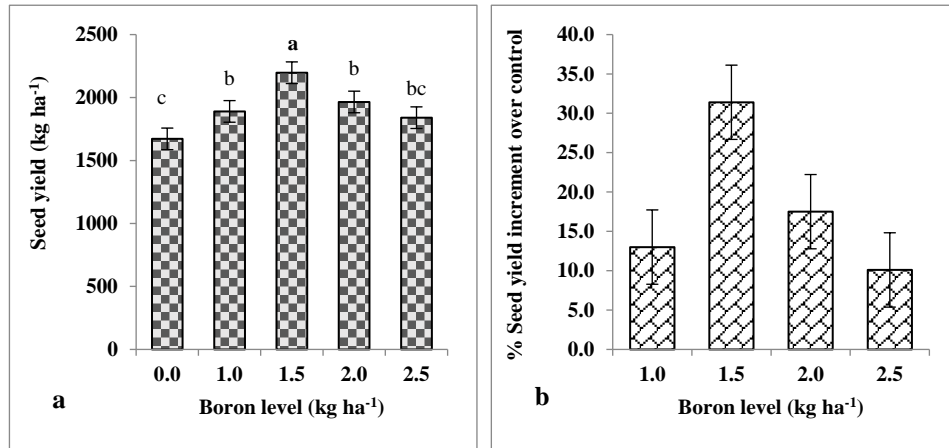 Seed yield (kg ha⁻¹)
2500
2000
1500
1000
500
0
c
b
a
b
bc
0.0 1.0 1.5 2.0 2.5
Boron level (kg ha⁻¹)
a
% Seed yield increment over control
40.0
35.0
30.0
25.0
20.0
15.0
10.0
5.0
0.0
1.0 1.5 2.0 2.5
Boron level (kg ha⁻¹)
b